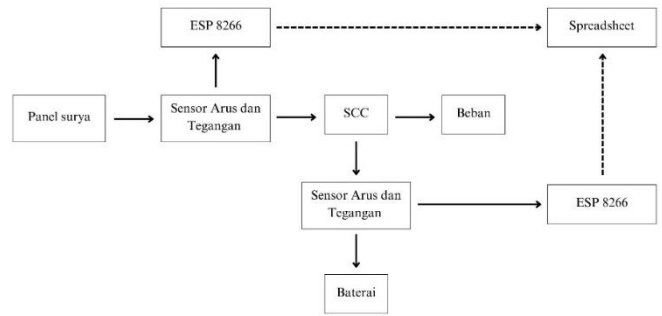 ESP 8266
Spreadsheet
Panel surya
Sensor Arus dan
Tegangan
SCC
Beban
Sensor Arus dan
Tegangan
ESP 8266
Baterai